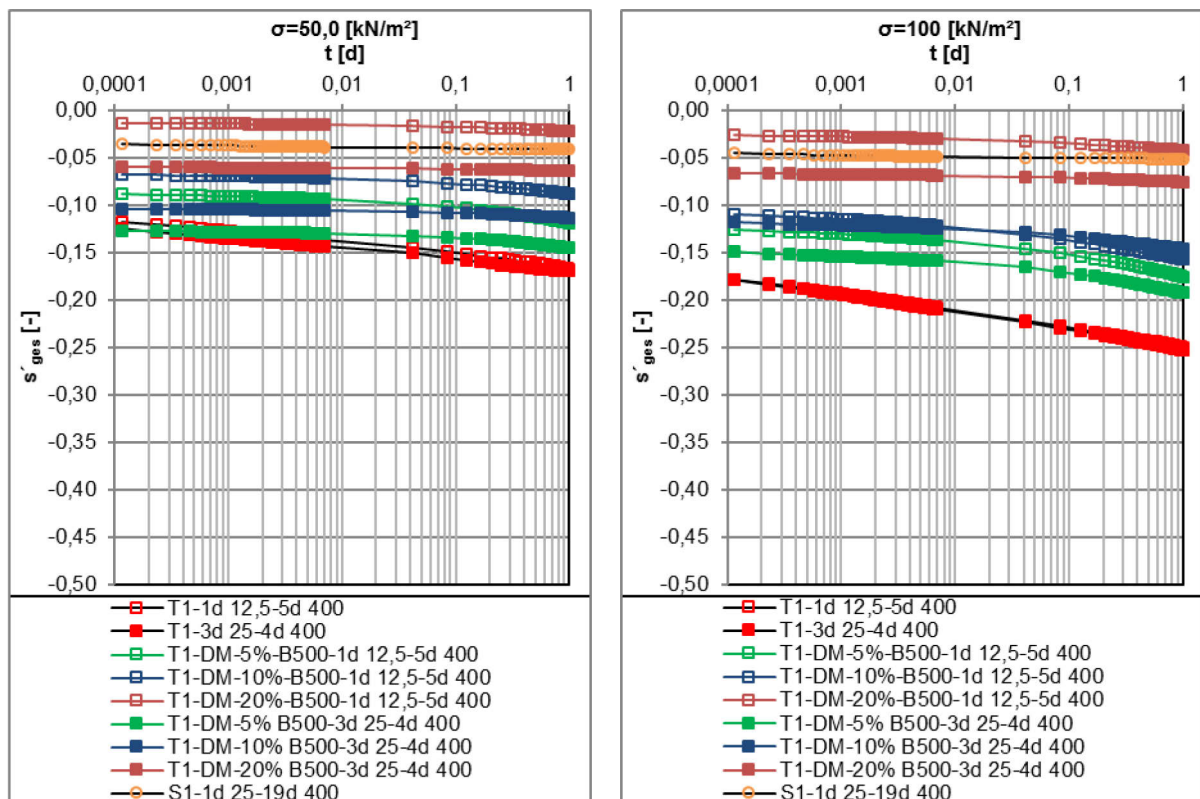 σ=50,0 [kN/m²]
t [d]
0,0001 0,001 0,01 0,1 1
0,00
-0,05
-0,10
-0,15
-0,20
-0,25
-0,30
-0,35
-0,40
-0,45
-0,50
s´ges [-]
T1-1d 12,5-5d 400
T1-3d 25-4d 400
T1-DM-5%-B500-1d 12,5-5d 400
T1-DM-10%-B500-1d 12,5-5d 400
T1-DM-20%-B500-1d 12,5-5d 400
T1-DM-5% B500-3d 25-4d 400
T1-DM-10% B500-3d 25-4d 400
T1-DM-20% B500-3d 25-4d 400
S1-1d 25-19d 400
σ=100 [kN/m²]
t [d]
0,0001 0,001 0,01 0,1 1
0,00
-0,05
-0,10
-0,15
-0,20
-0,25
-0,30
-0,35
-0,40
-0,45
-0,50
s´ges [-]
T1-1d 12,5-5d 400
T1-3d 25-4d 400
T1-DM-5%-B500-1d 12,5-5d 400
T1-DM-10%-B500-1d 12,5-5d 400
T1-DM-20%-B500-1d 12,5-5d 400
T1-DM-5% B500-3d 25-4d 400
T1-DM-10% B500-3d 25-4d 400
T1-DM-20% B500-3d 25-4d 400
S1-1d 25-19d 400